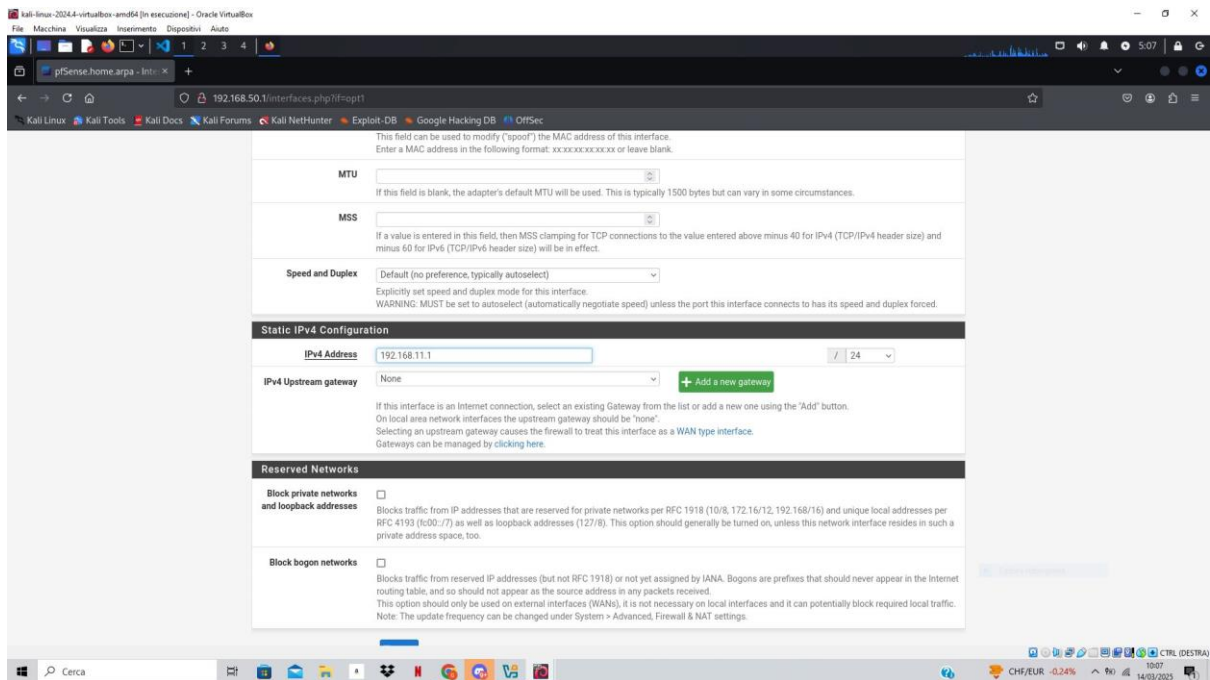 kali-linux-2024.4-virtualbox-amd64 [In esecuzione] - Oracle VirtualBox
File Macchina Visualizza Inserimento Dispositivi Aiuto
1 2 3 4
5:07
pfSense.home.arpa - Inte
192.168.50.1/interfaces.php?if=opt1
Kali Linux Kali Tools Kali Docs Kali Forums Kali NetHunter Exploit-DB Google Hacking DB OffSec
This field can be used to modify ("spoof") the MAC address of this interface.
Enter a MAC address in the following format: xx:xx:xx:xx:xx:xx or leave blank.
MTU
If this field is blank, the adapter's default MTU will be used. This is typically 1500 bytes but can vary in some circumstances.
MSS
If a value is entered in this field, then MSS clamping for TCP connections to the value entered above minus 40 for IPv4 (TCP/IPv4 header size) and
minus 60 for IPv6 (TCP/IPv6 header size) will be in effect.
Speed and Duplex Default (no preference, typically autoselect)
Explicitly set speed and duplex mode for this interface.
WARNING: MUST be set to autoselect (automatically negotiate speed) unless the port this interface connects to has its speed and duplex forced.
Static IPv4 Configuration
IPv4 Address 192.168.11.1 / 24
IPv4 Upstream gateway None + Add a new gateway
If this interface is an Internet connection, select an existing Gateway from the list or add a new one using the "Add" button.
On local area network interfaces the upstream gateway should be "none".
Selecting an upstream gateway causes the firewall to treat this interface as a WAN type interface.
Gateways can be managed by clicking here.
Reserved Networks
Block private networks
and loopback addresses
Blocks traffic from IP addresses that are reserved for private networks per RFC 1918 (10/8, 172.16/12, 192.168/16) and unique local addresses per
RFC 4193 (fc00::/7) as well as loopback addresses (127/8). This option should generally be turned on, unless this network interface resides in such a
private address space, too.
Block bogon networks
Blocks traffic from reserved IP addresses (but not RFC 1918) or not yet assigned by IANA. Bogons are prefixes that should never appear in the Internet
routing table, and so should not appear as the source address in any packets received.
This option should only be used on external interfaces (WANs), it is not necessary on local interfaces and it can potentially block required local traffic.
Note: The update frequency can be changed under System > Advanced, Firewall & NAT settings.
CTRL (DESTRA)
Cerca
CHF/EUR -0.24%
10:07
14/03/2025